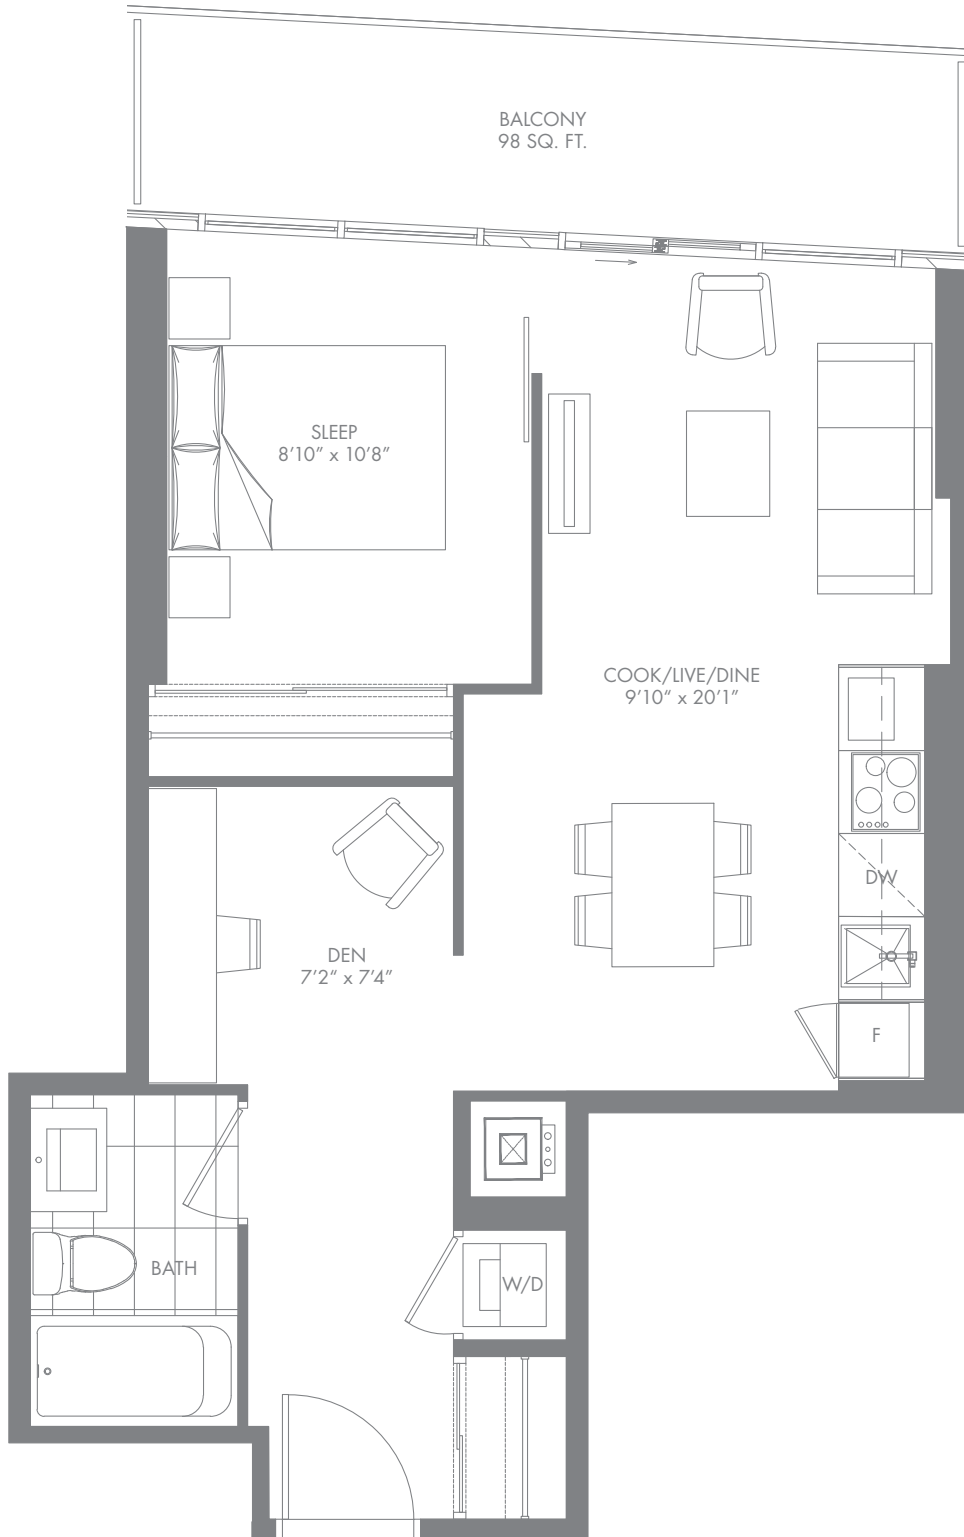 BALCONY
98 SQ. FT.
SLEEP
8’10” x 10’8”
COOK/LIVE/DINE
9’10” x 20’1”
DW
DEN
7’2” x 7’4”
F
BATH
W/D